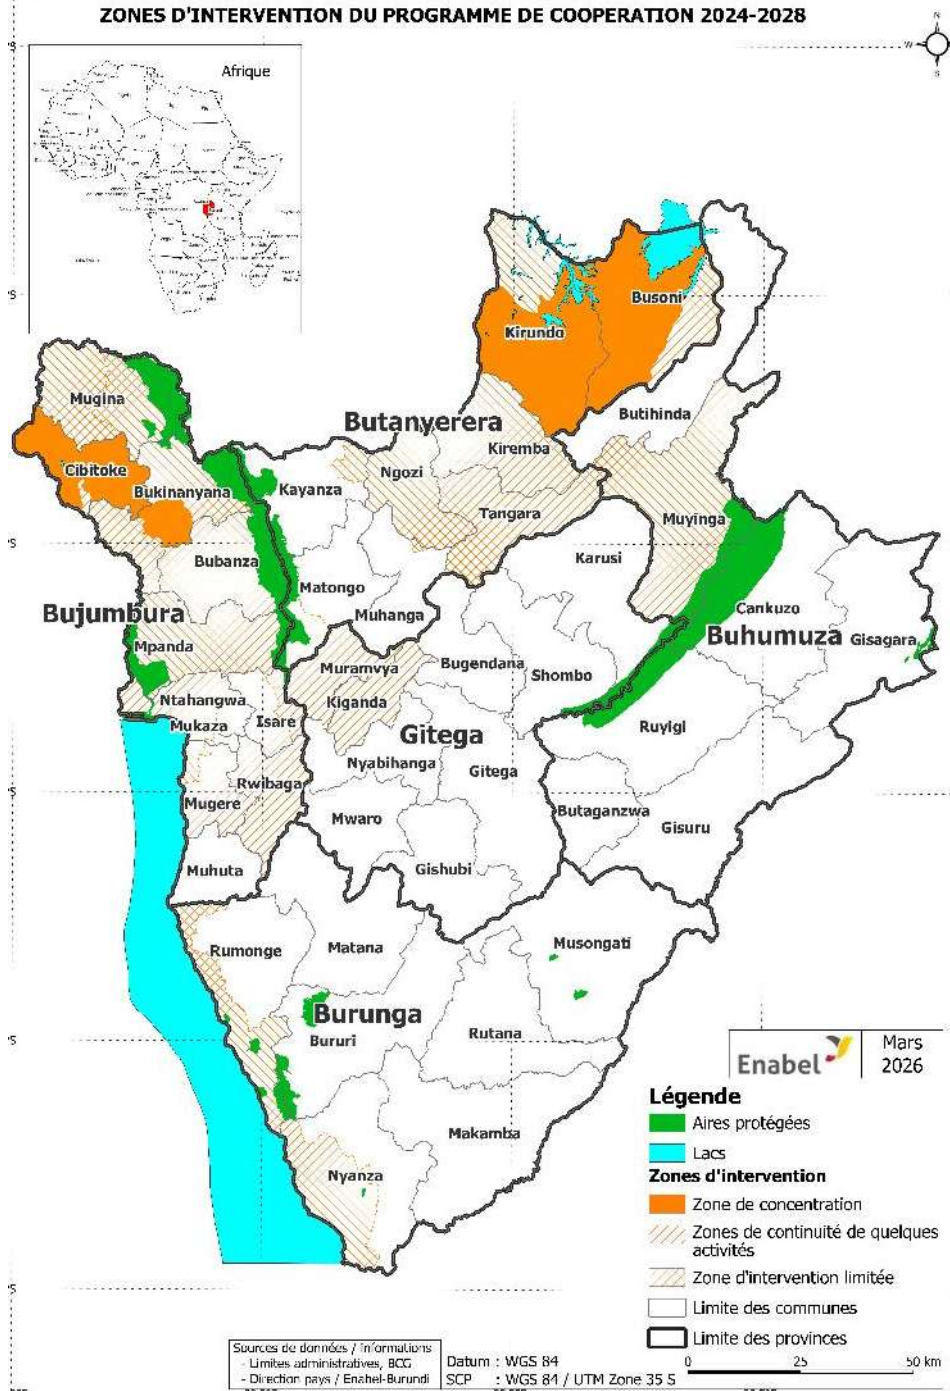 ZONES D'INTERVENTION DU PROGRAMME DE COOPERATION 2024-2028
N
W
S
Afrique
Busoni
Kirundo
Mugina
Butihinda
Butanyerera
Kiremba
Cibitoke
Ngozi
Bukinanyana
Kayanza
Tangara
Muyinga
Bubanza
Karusi
Matongo
Bujumbura
Muhanga
Cankuzo
Mpanda
Buhumuza
Gisagara
Muramvya
Bugendana
Shombo
Ntahangwa
Kiganda
Mukaza
Isare
Ruyigi
Gitega
Nyabihanga
Gitega
Rwibaga
Mugere
Butaganzwa
Mwaro
Gisuru
Muhuta
Gishubi
Rumonge
Matana
Musongati
Burunga
Bururi
Rutana
Enabel
Mars
2026
Légende
Aires protégées
Lacs
Makamba
Zones d'intervention
Nyanza
Zone de concentration
Zones de continuité de quelques
activités
Zone d'intervention limitée
Limite des communes
Limite des provinces
Sources de données / Informations
- Limites administratives, BCG
- Direction pays / Enabel-Burundi
Datum : WGS 84
SCP : WGS 84 / UTM Zone 35 S
0 25 50 km